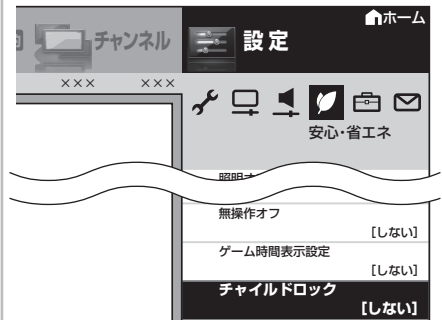 ホーム
チャンネル
設定
××× ×××
安心・省エネ
無操作オフ
[しない]
ゲーム時間表示設定
[しない]
チャイルドロック
[しない]